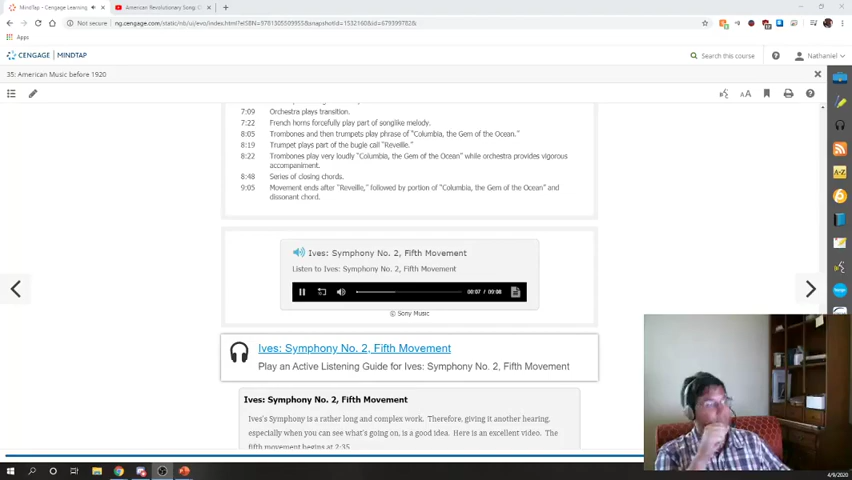 MindTap - Cengage Learning
American Revolutionary Song:
Not secure
ng.cengage.com/static/nb/ui/evo/index.html?eISBN=9781305509955&snapshotId=1532160&id=679399782&
Apps
CENGAGE MINDTAP
Search this course
Nathaniel
35: American Music before 1920
AA
7:09 Orchestra plays transition.
7:22 French horns forcefully play part of songlike melody.
8:05 Trombones and then trumpets play phrase of "Columbia, the Gem of the Ocean."
8:19 Trumpet plays part of the bugle call "Reveille."
8:22 Trombones play very loudly "Columbia, the Gem of the Ocean" while orchestra provides vigorous
accompaniment.
8:48 Series of closing chords.
9:05 Movement ends after "Reveille," followed by portion of "Columbia, the Gem of the Ocean" and
dissonant chord.
A-Z
Ives: Symphony No. 2, Fifth Movement
Listen to Ives: Symphony No. 2, Fifth Movement
/ 09:08
© Sony Music
Ives: Symphony No. 2, Fifth Movement
Play an Active Listening Guide for Ives: Symphony No. 2, Fifth Movement
Ives: Symphony No. 2, Fifth Movement
Ives's Symphony is a rather long and complex work. Therefore, giving it another hearing,
especially when you can see what's going on, is a good idea. Here is an excellent video. The
fifth movement begins at 2:35.
4/9/2020